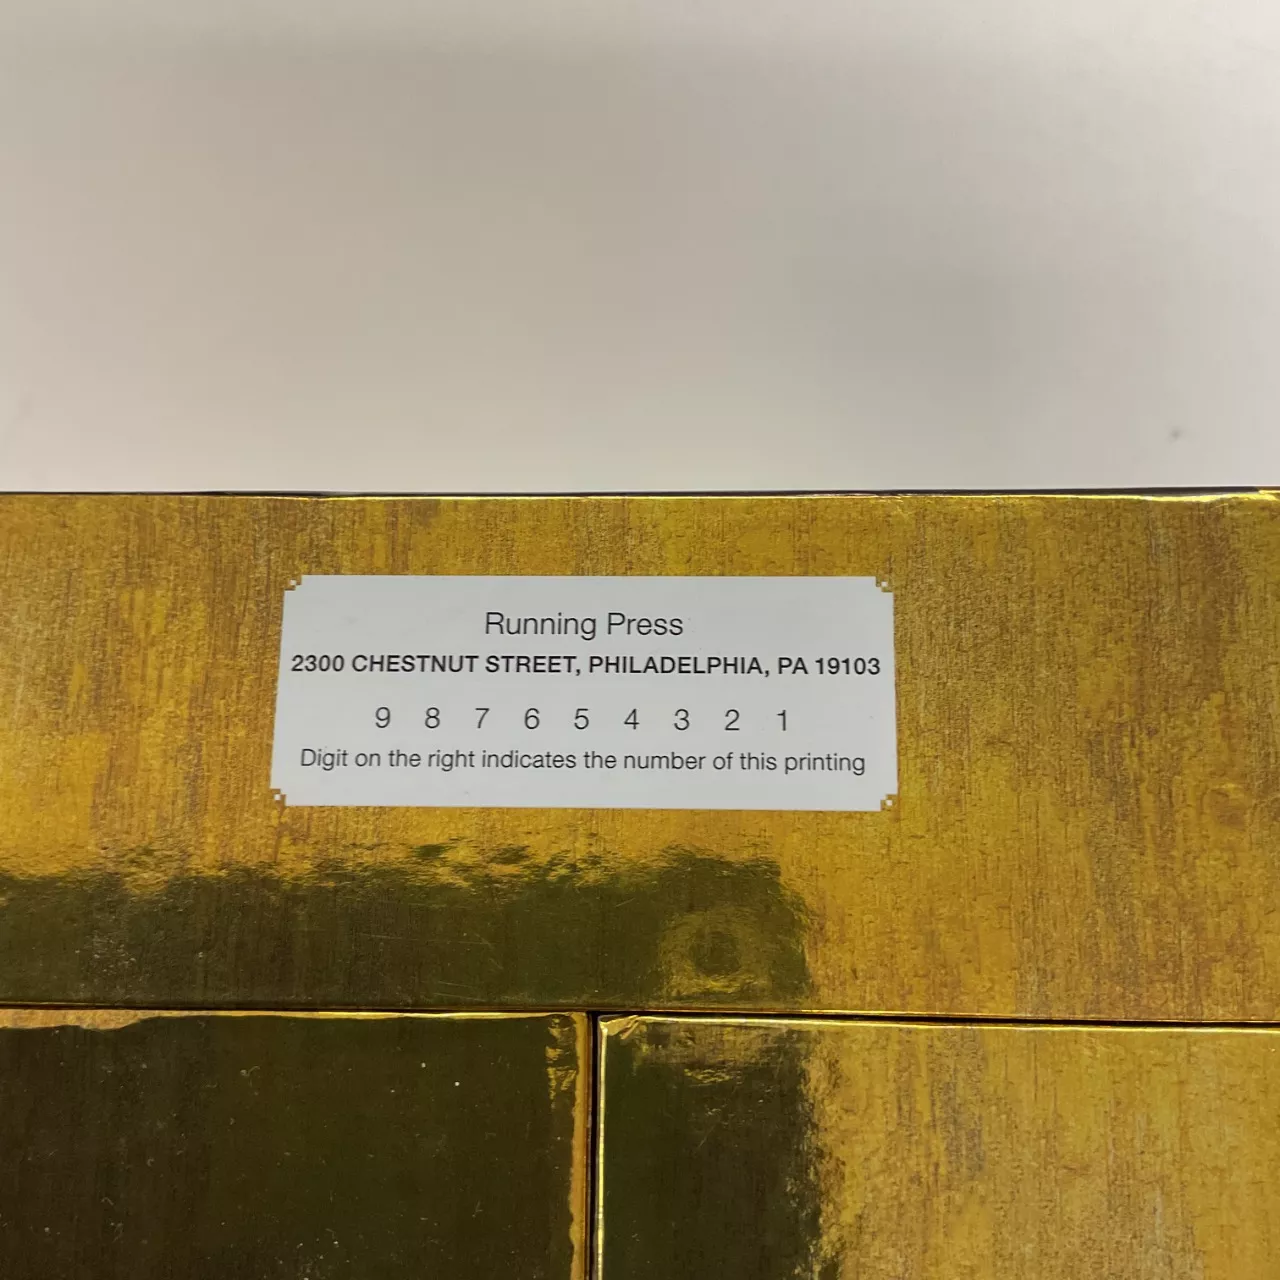 Running Press
2300 CHESTNUT STREET, PHILADELPHIA, PA 19103
9 8 7 6 5 4 3 2 1
Digit on the right indicates the number of this printing